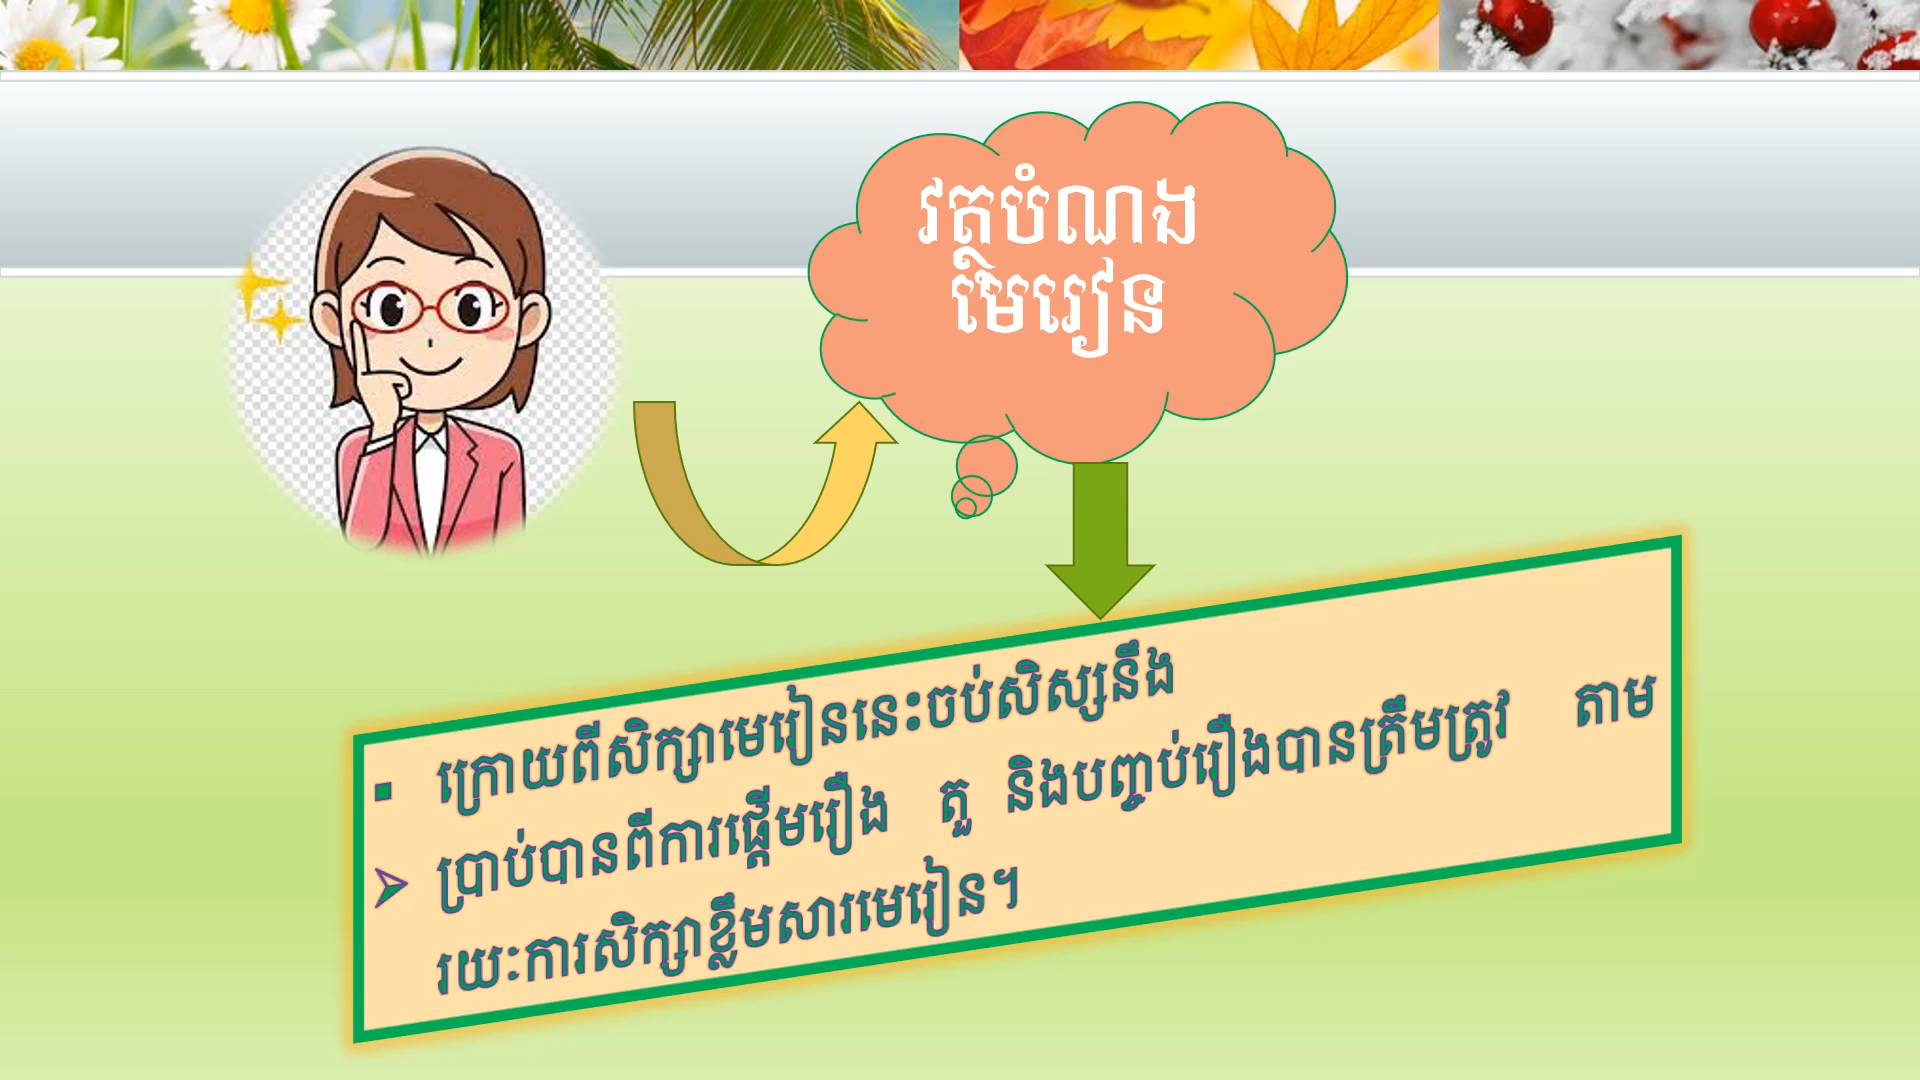 វត្ថុបំណង
មេរៀន
▪ ក្រោយពីសិក្សាមេរៀននេះចប់សិស្សនឹង
➢ ប្រាប់បានពីការផ្ដើមរឿង តួ និងបញ្ចប់រឿងបានត្រឹមត្រូវ តាម
រយៈការសិក្សាខ្លឹមសារមេរៀន។